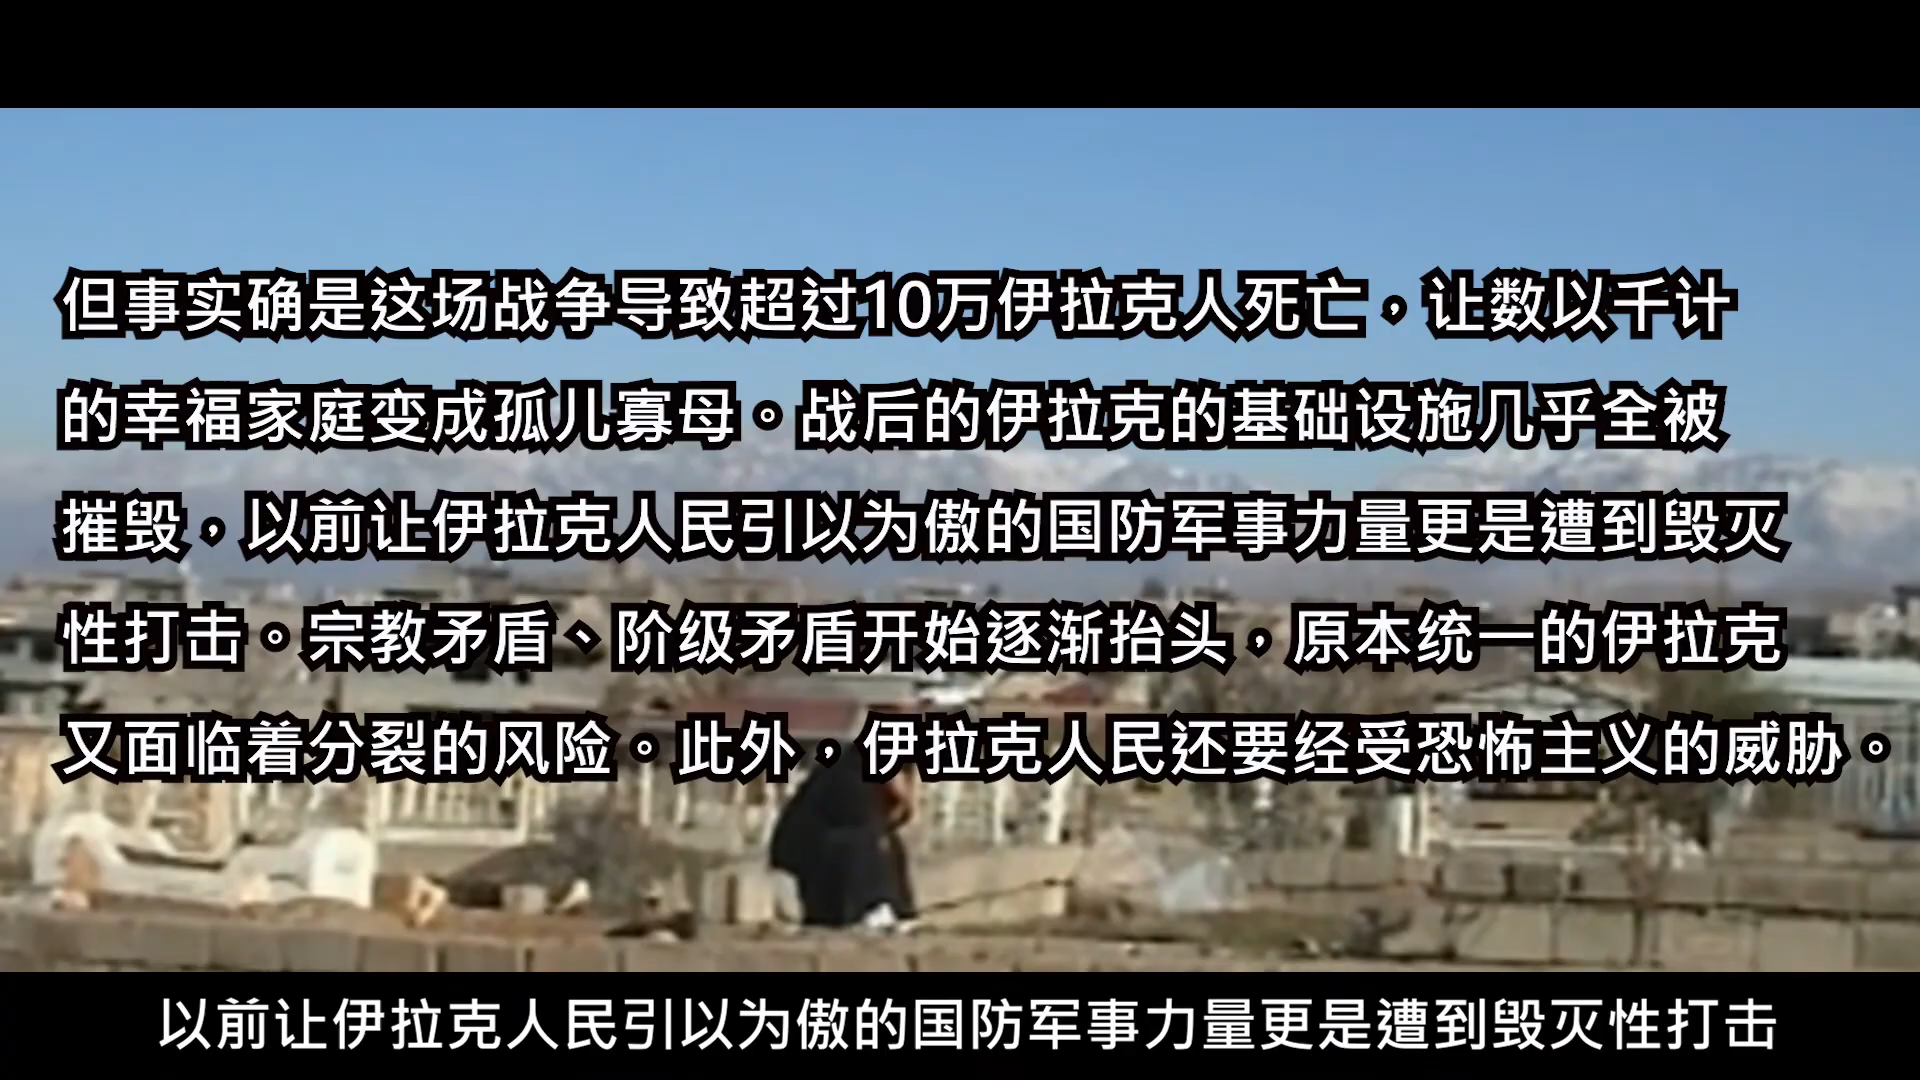 但事实确是这场战争导致超过10万伊拉克人死亡，让数以千计
的幸福家庭变成孤儿寡母。战后的伊拉克的基础设施几乎全被
摧毁，以前让伊拉克人民引以为傲的国防军事力量更是遭到毁灭
性打击。宗教矛盾、阶级矛盾开始逐渐抬头，原本统一的伊拉克
又面临着分裂的风险。此外，伊拉克人民还要经受恐怖主义的威胁。
以前让伊拉克人民引以为傲的国防军事力量更是遭到毁灭性打击